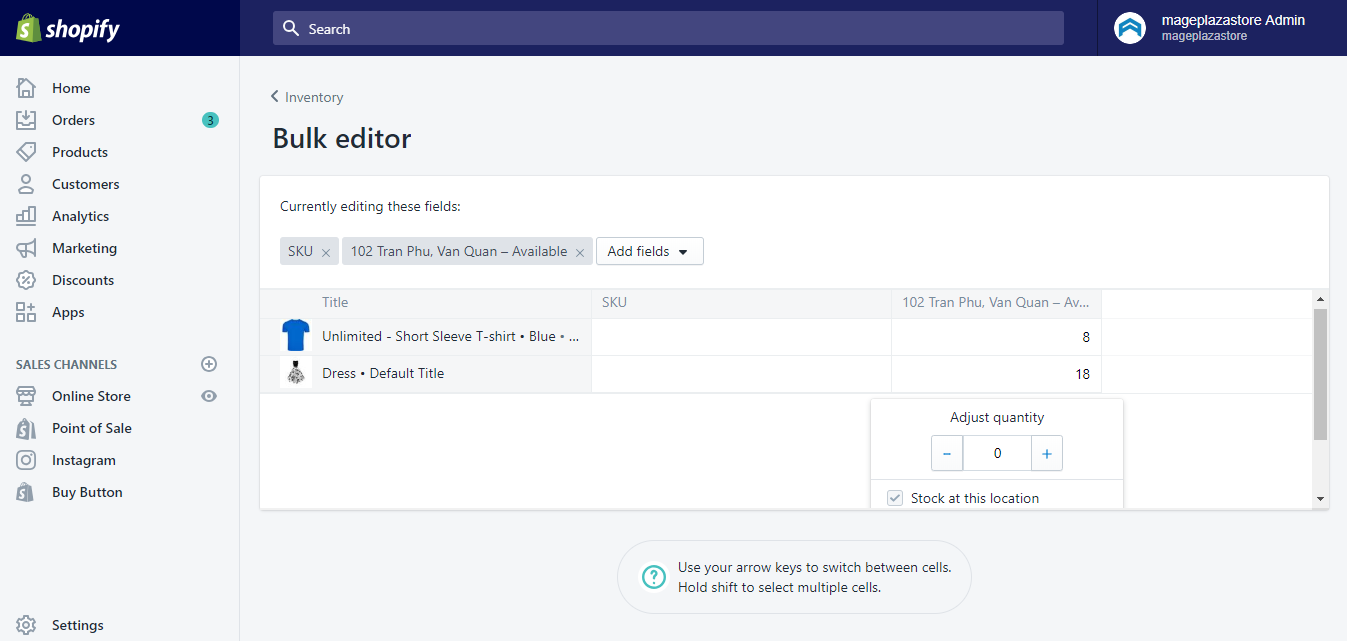 shopify
Search
mageplazastore Admin
mageplazastore
Home
Orders
3
Products
Customers
Analytics
Marketing
Discounts
Apps
SALES CHANNELS
Online Store
Point of Sale
Instagram
Buy Button
Settings
Inventory
Bulk editor
Currently editing these fields:
SKU × 102 Tran Phu, Van Quan – Available × Add fields
Title SKU 102 Tran Phu, Van Quan – Av...
Unlimited - Short Sleeve T-shirt • Blue • ... 8
Dress • Default Title 18
Adjust quantity
− 0 +
Stock at this location
? Use your arrow keys to switch between cells.
Hold shift to select multiple cells.